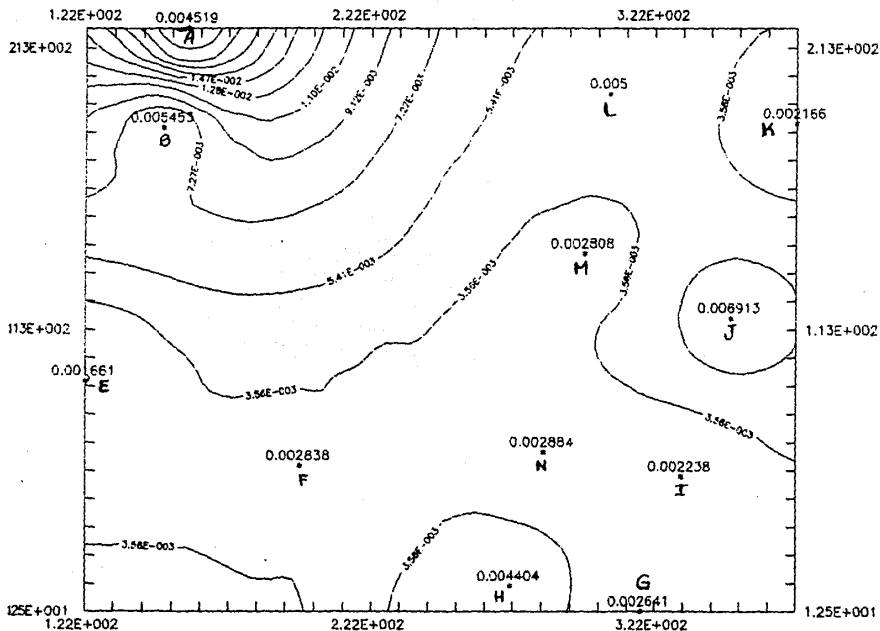 1.22E+002 0.004519 2.22E+002 3.22E+002
A
213E+002 2.13E+002
1.47E-002
1.28E-002
1.10E-002
9.12E-003
7.27E-003
5.41E-003
0.005
L
3.56E-003
0.002166
K
0.005453
B
7.27E-003
0.002808
M
5.41E-003
3.56E-003
3.56E-003
0.006913
J
113E+002 1.13E+002
E
3.56E-003
3.56E-003
0.002838
F
0.002884
N
0.002238
I
3.56E-003
3.56E-003
0.004404
H
G
0.002641
125E+001 1.25E+001
1.22E+002 2.22E+002 3.22E+002